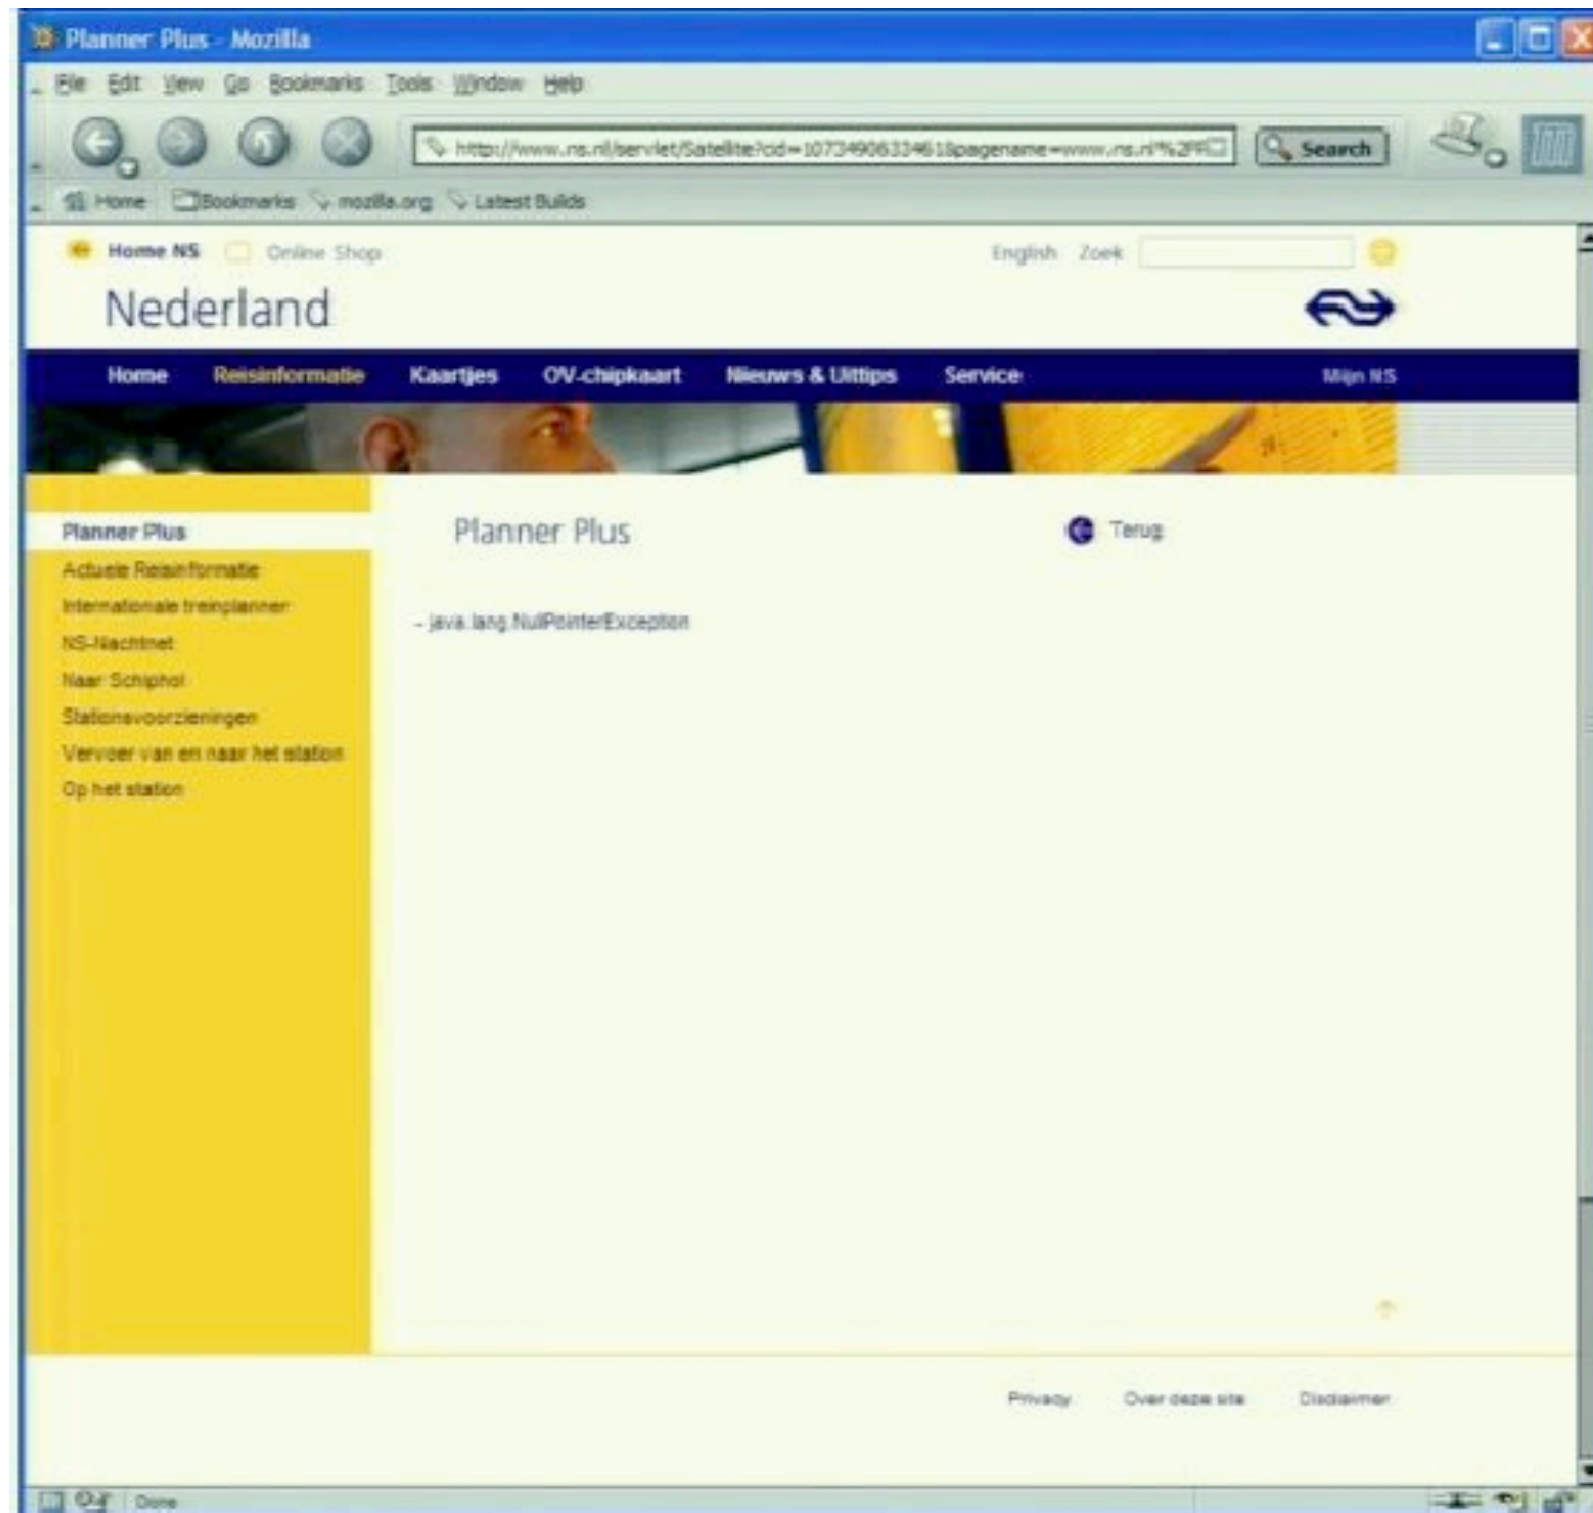 Planner Plus - Mozilla
File Edit View Go Bookmarks Tools Window Help
Search
Home Bookmarks mozilla.org Latest Builds
Home NS Online Shop English Zoek
Nederland
Home Reisinformatie Kaartjes OV-chipkaart Nieuws & Uittips Service Mijn NS
Planner Plus
Actuele Reisinformatie
Internationale treinplanner
NS-Nachtnet
Naar Schiphol
Stationsvoorzieningen
Vervoer van en naar het station
Op het station
Planner Plus Terug
- java.lang.NullPointerException
Privacy Over deze site Disclaimer
Done